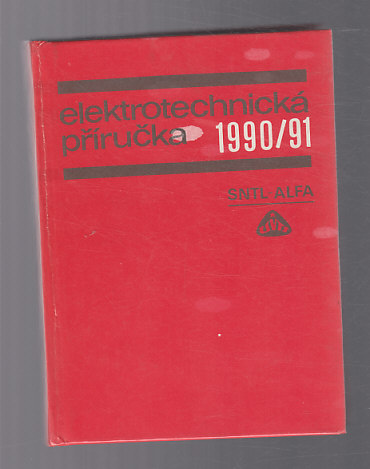 elektrotechnická
příručka 1990/91
SNTL-ALFA